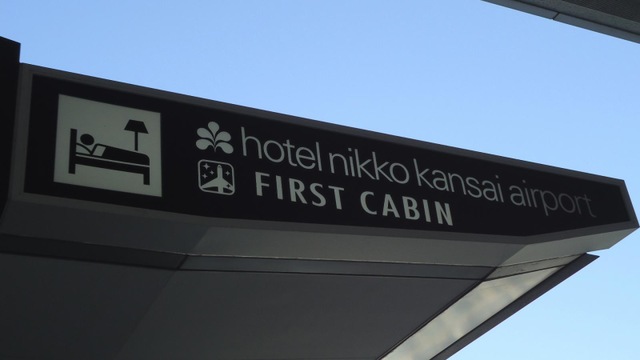 hotel nikko kansai airport
FIRST CABIN